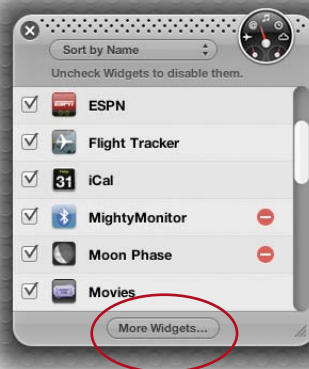 Sort by Name
Uncheck Widgets to disable them.
ESPN
Flight Tracker
31
iCal
MightyMonitor
Moon Phase
Movies
More Widgets...